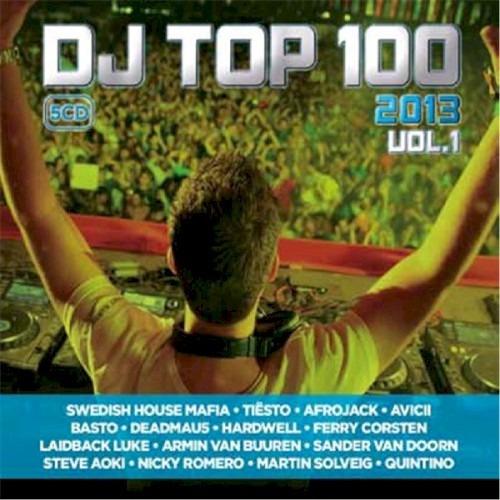 DJ TOP 100
5CD
2013
VOL.1
SWEDISH HOUSE MAFIA • TIËSTO • AFROJACK • AVICII
BASTO • DEADMAU5 • HARDWELL • FERRY CORSTEN
LAIDBACK LUKE • ARMIN VAN BUUREN • SANDER VAN DOORN
STEVE AOKI • NICKY ROMERO • MARTIN SOLVEIG • QUINTINO